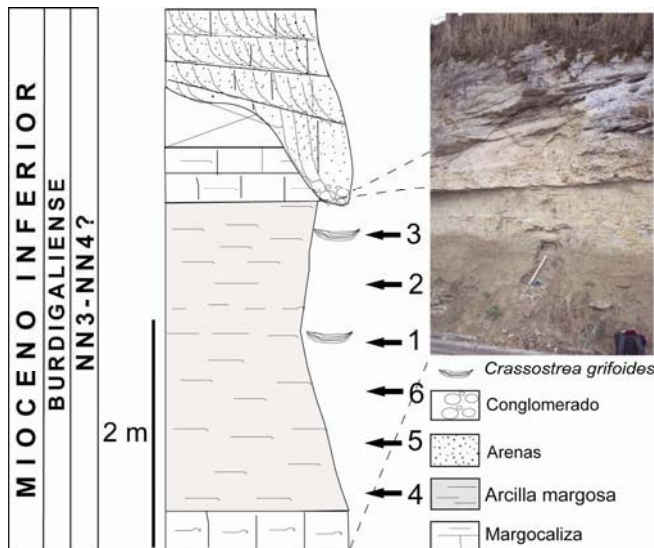 MIOCENO INFERIOR
BURDIGALIENSE
NN3-NN4?
2 m
3
2
1
6
5
4
Crassostrea grifoides
Conglomerado
Arenas
Arcilla margosa
Margocaliza